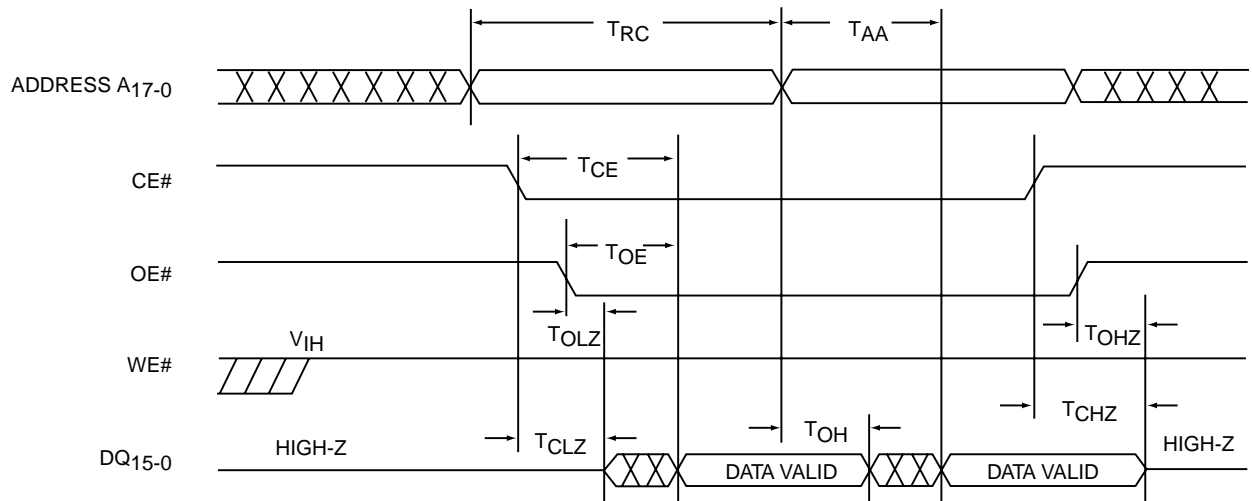 TRC
TAA
ADDRESS A17-0
TCE
CE#
TOE
OE#
TOLZ
TOHZ
VIH
WE#
TCHZ
TOH
HIGH-Z
TCLZ
HIGH-Z
DQ15-0
DATA VALID
DATA VALID